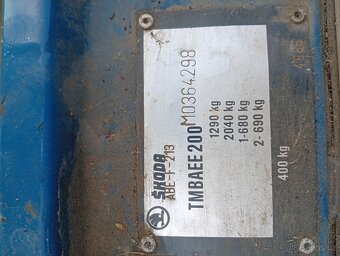 ŠKODA
ABE-F-213
TMBAEE200M0364298
1290 kg
2040 kg
1-680 kg
2-690 kg
400 kg